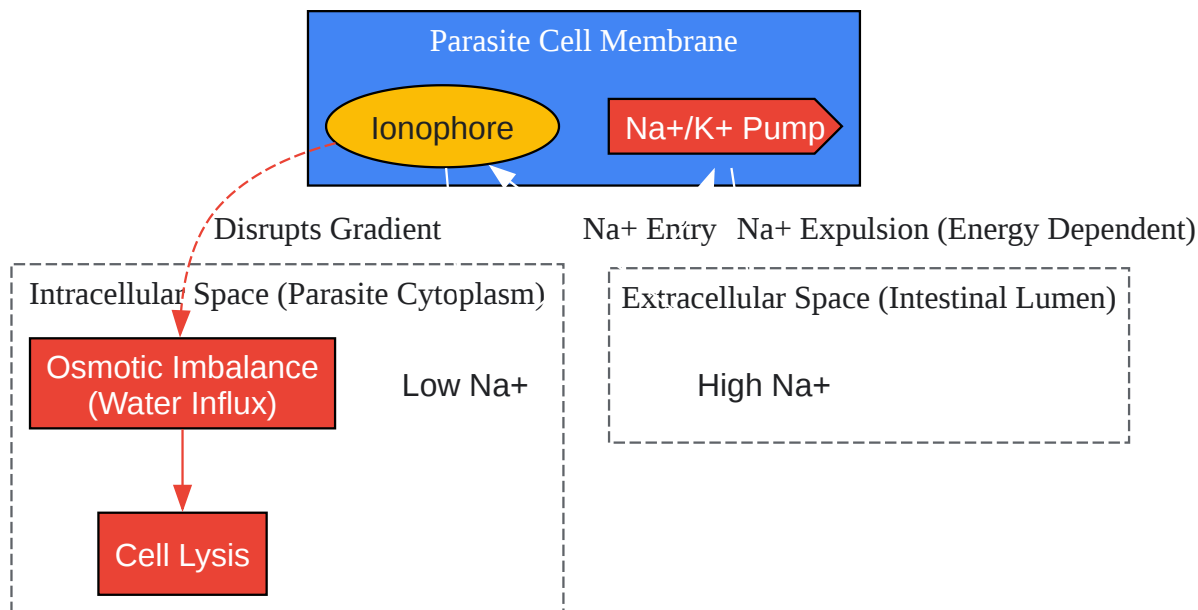 Parasite Cell Membrane
Ionophore
Na+/K+ Pump
Disrupts Gradient
Na+ Entry
Na+ Expulsion (Energy Dependent)
Intracellular Space (Parasite Cytoplasm)
Extracellular Space (Intestinal Lumen)
Osmotic Imbalance
(Water Influx)
Low Na+
High Na+
Cell Lysis